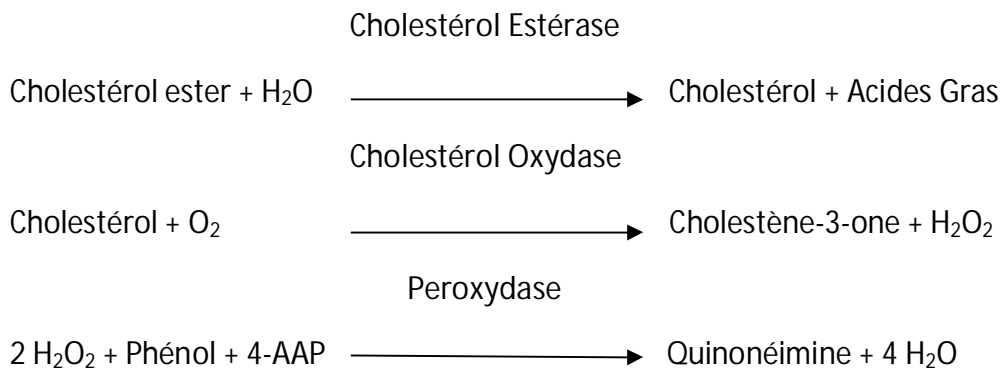 Cholestérol Estérase
Cholestérol ester + H₂O → Cholestérol + Acides Gras
Cholestérol Oxydase
Cholestérol + O₂ → Cholestène-3-one + H₂O₂
Peroxydase
2 H₂O₂ + Phénol + 4-AAP → Quinonéimine + 4 H₂O